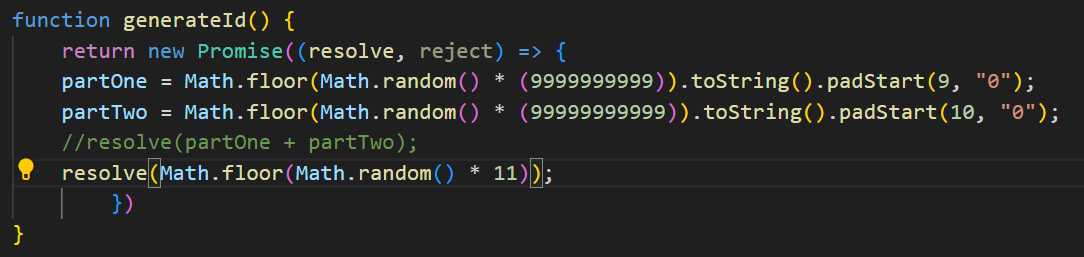 function generateId() {
return new Promise((resolve, reject) => {
partOne = Math.floor(Math.random() * (9999999999)).toString().padStart(9, "0");
partTwo = Math.floor(Math.random() * (99999999999)).toString().padStart(10, "0");
//resolve(partOne + partTwo);
resolve(Math.floor(Math.random() * 11));
})
}